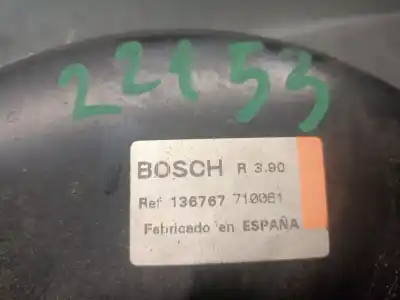 22153
BOSCH R 3.90
Ref 136767 710061
Fabricado en ESPAÑA